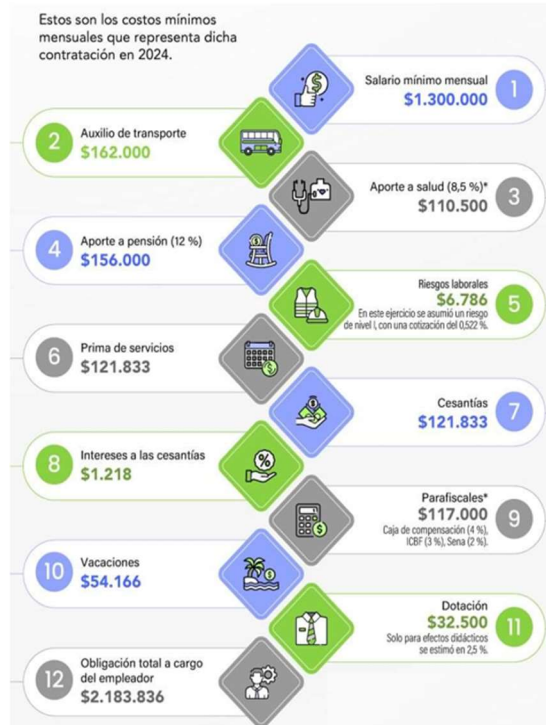 Estos son los costos mínimos
mensuales que representa dicha
contratación en 2024.
1
Salario mínimo mensual
$1.300.000
2
Auxilio de transporte
$162.000
3
Aporte a salud (8,5 %)*
$110.500
4
Aporte a pensión (12 %)
$156.000
5
Riesgos laborales
$6.786
En este ejercicio se asumió un riesgo
de nivel I, con una cotización del 0,522 %.
6
Prima de servicios
$121.833
7
Cesantías
$121.833
8
Intereses a las cesantías
$1.218
9
Parafiscales*
$117.000
Caja de compensación (4 %),
ICBF (3 %), Sena (2 %).
10
Vacaciones
$54.166
11
Dotación
$32.500
Solo para efectos didácticos
se estimó en 2,5 %.
12
Obligación total a cargo
del empleador
$2.183.836